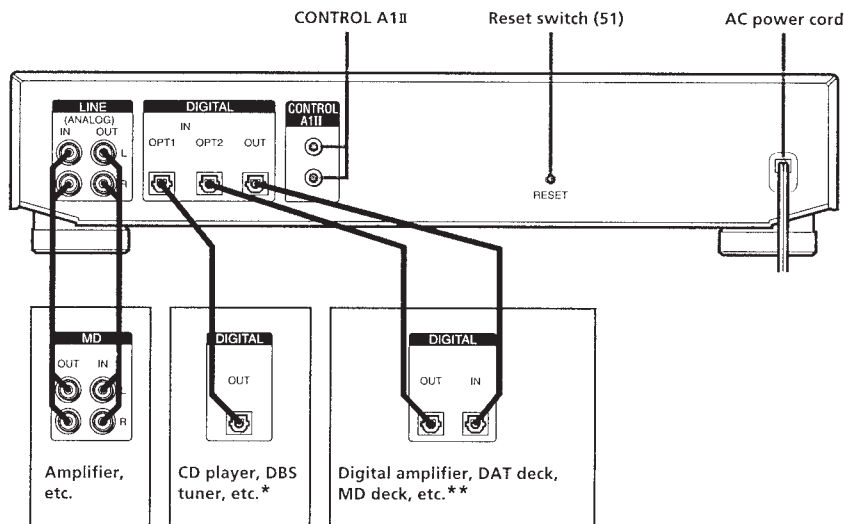 CONTROL A1II
Reset switch (51)
AC power cord
LINE
(ANALOG)
IN OUT
L
R
DIGITAL
IN
OPT1 OPT2 OUT
CONTROL
A1II
RESET
MD
OUT IN
L
R
DIGITAL
OUT
DIGITAL
OUT IN
Amplifier,
etc.
CD player, DBS
tuner, etc.*
Digital amplifier, DAT deck,
MD deck, etc.**